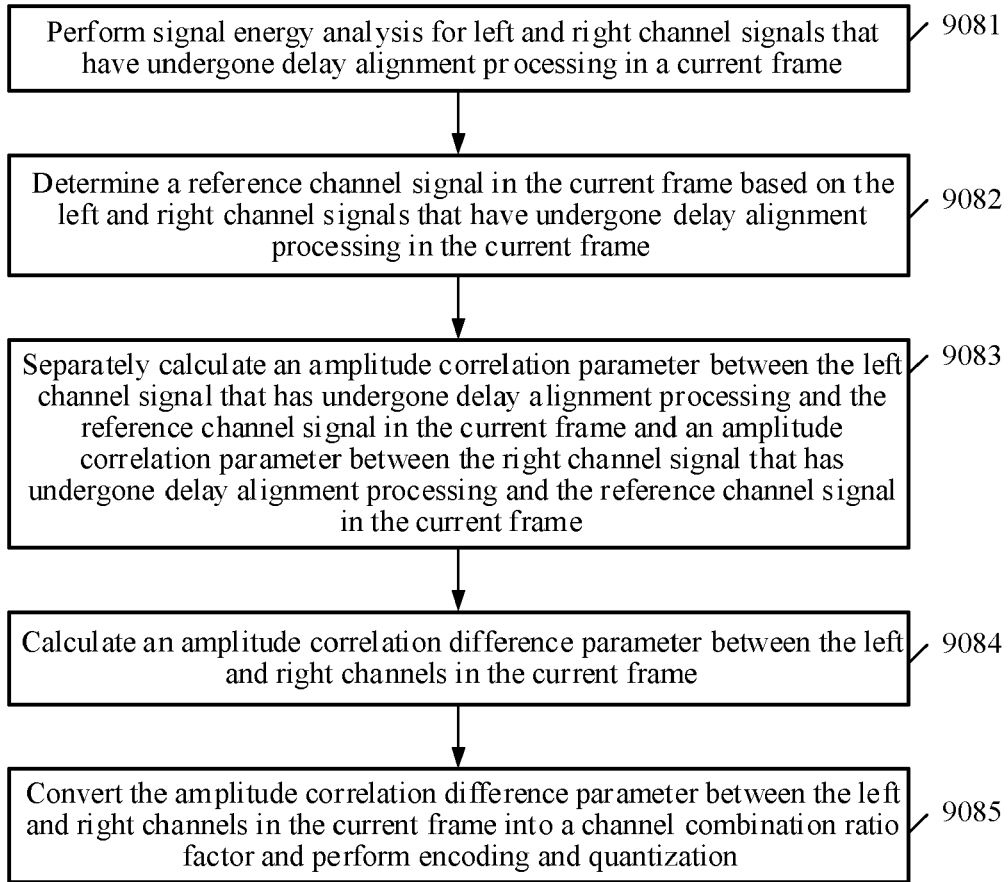 Perform signal energy analysis for left and right channel signals that
have undergone delay alignment processing in a current frame
9081
Determine a reference channel signal in the current frame based on the
left and right channel signals that have undergone delay alignment
processing in the current frame
9082
Separately calculate an amplitude correlation parameter between the left
channel signal that has undergone delay alignment processing and the
reference channel signal in the current frame and an amplitude
correlation parameter between the right channel signal that has
undergone delay alignment processing and the reference channel signal
in the current frame
9083
Calculate an amplitude correlation difference parameter between the left
and right channels in the current frame
9084
Convert the amplitude correlation difference parameter between the left
and right channels in the current frame into a channel combination ratio
factor and perform encoding and quantization
9085